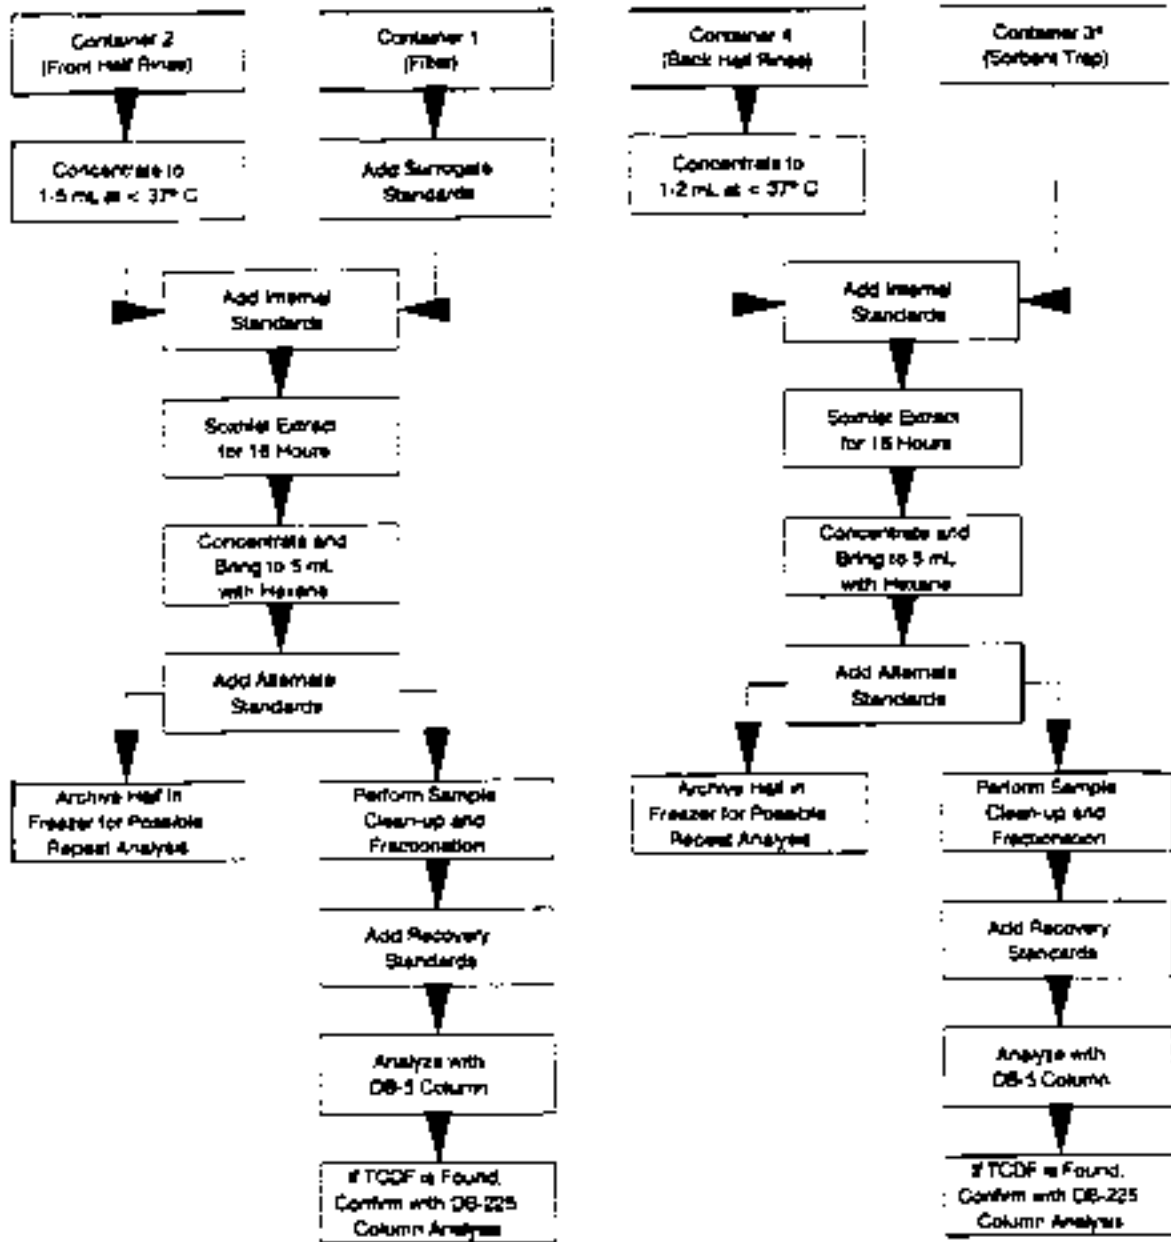 Container 2
(Front Half Rinse)
Concentrate to
1-5 mL at < 37° C
Container 1
(Filter)
Add Surrogate
Standards
Add Internal
Standards
Soxhlet Extract
for 16 Hours
Concentrate and
Bring to 5 mL
with Hexane
Add Alternate
Standards
Archive Half in
Freezer for Possible
Repeat Analysis
Perform Sample
Clean-up and
Fractionation
Add Recovery
Standards
Analyze with
DB-5 Column
If TCDF is Found,
Confirm with DB-225
Column Analysis
Container 4
(Back Half Rinse)
Concentrate to
1-2 mL at < 37° C
Container 3*
(Sorbent Trap)
Add Internal
Standards
Soxhlet Extract
for 16 Hours
Concentrate and
Bring to 5 mL
with Hexane
Add Alternate
Standards
Archive Half in
Freezer for Possible
Repeat Analysis
Perform Sample
Clean-up and
Fractionation
Add Recovery
Standards
Analyze with
DB-5 Column
If TCDF is Found,
Confirm with DB-225
Column Analysis